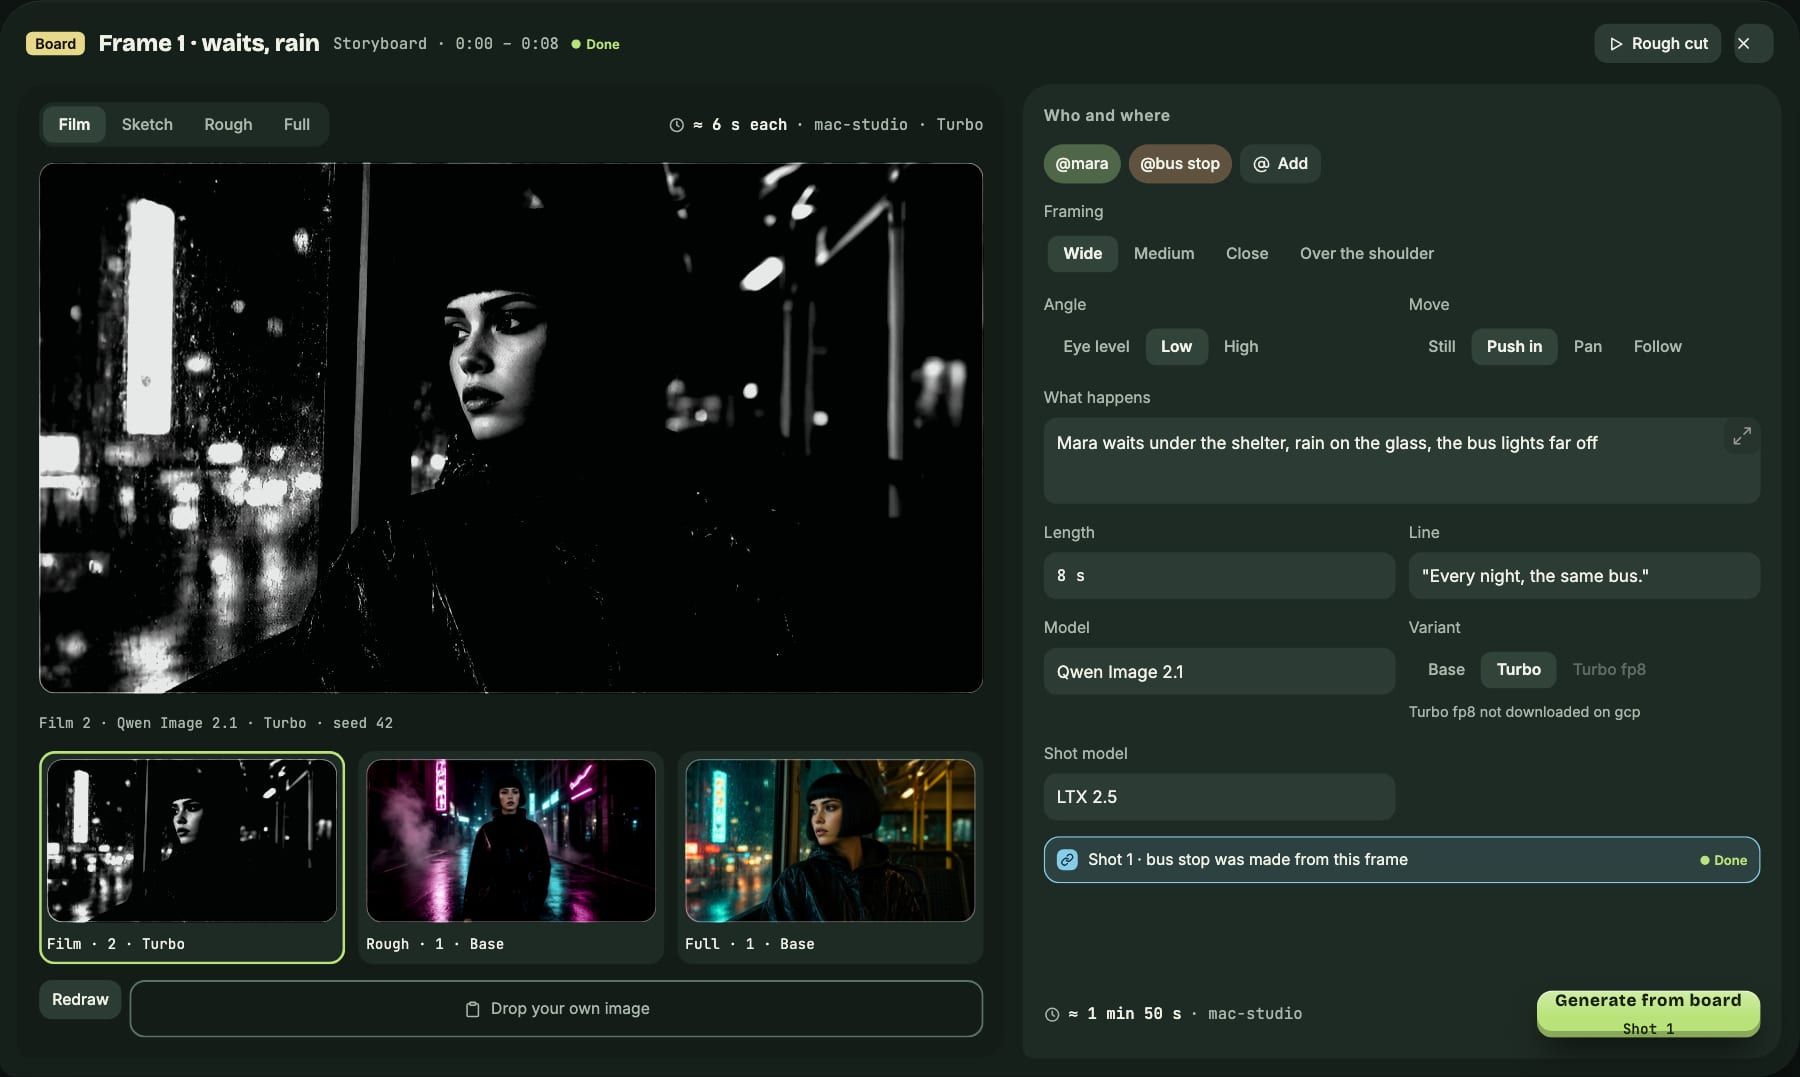 Board Frame 1 · waits, rain Storyboard · 0:00 – 0:08 Done
Rough cut
Film Sketch Rough Full
≈ 6 s each · mac-studio · Turbo
Film 2 · Qwen Image 2.1 · Turbo · seed 42
Film · 2 · Turbo
Rough · 1 · Base
Full · 1 · Base
Redraw
Drop your own image
Who and where
@mara @bus stop @ Add
Framing
Wide Medium Close Over the shoulder
Angle
Eye level Low High
Move
Still Push in Pan Follow
What happens
Mara waits under the shelter, rain on the glass, the bus lights far off
Length
8 s
Line
"Every night, the same bus."
Model
Qwen Image 2.1
Variant
Base Turbo Turbo fp8
Turbo fp8 not downloaded on gcp
Shot model
LTX 2.5
Shot 1 · bus stop was made from this frame Done
≈ 1 min 50 s · mac-studio
Generate from board
Shot 1